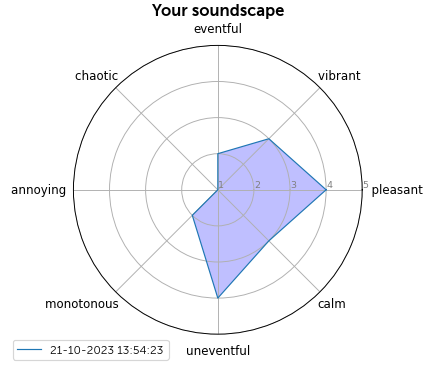 Your soundscape
eventful
chaotic
vibrant
annoying
1
2
3
4
5
pleasant
monotonous
calm
uneventful
21-10-2023 13:54:23